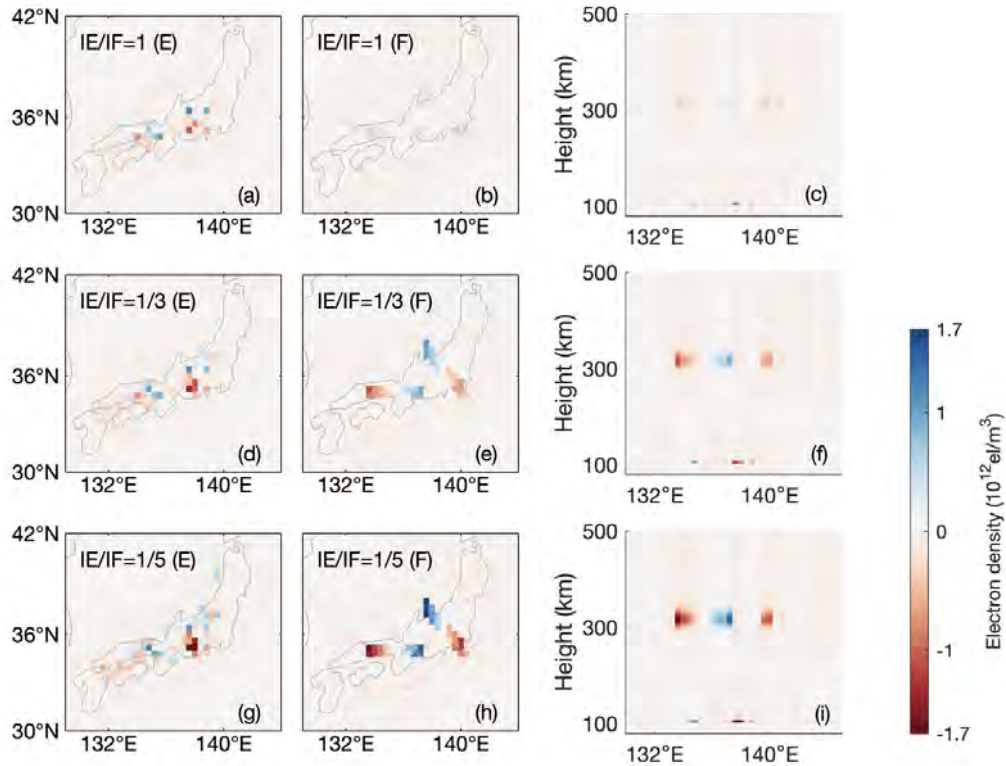 42°N
36°N
30°N
IE/IF=1 (E)
(a)
132°E
140°E
IE/IF=1 (F)
(b)
132°E
140°E
Height (km)
500
300
100
(c)
132°E
140°E
42°N
36°N
30°N
IE/IF=1/3 (E)
(d)
132°E
140°E
IE/IF=1/3 (F)
(e)
132°E
140°E
Height (km)
500
300
100
(f)
132°E
140°E
42°N
36°N
30°N
IE/IF=1/5 (E)
(g)
132°E
140°E
IE/IF=1/5 (F)
(h)
132°E
140°E
Height (km)
500
300
100
(i)
132°E
140°E
1.7
1
0
-1
-1.7
Electron density (10¹²el/m³)